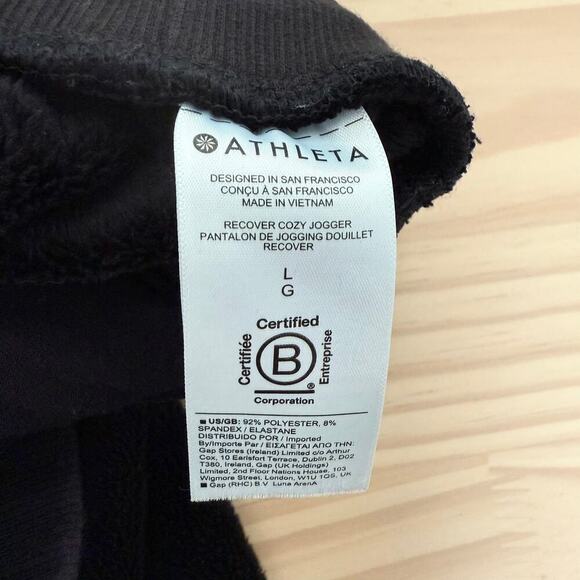 ATHLETA
DESIGNED IN SAN FRANCISCO
CONÇU À SAN FRANCISCO
MADE IN VIETNAM
RECOVER COZY JOGGER
PANTALON DE JOGGING DOUILLET
RECOVER
L
G
Certified
Certifiée
B
Entreprise
®
Corporation
■ US/GB: 92% POLYESTER, 8%
SPANDEX / ELASTANE
DISTRIBUIDO POR / Imported
By/Importe Par / ΕΙΣΑΓΕΤΑΙ ΑΠΟ ΤΗΝ:
Gap Stores (Ireland) Limited c/o Arthur
Cox, 10 Earlsfort Terrace, Dublin 2, D02
T380, Ireland, Gap (UK Holdings)
Limited, 2nd Floor Nations House, 103
Wigmore Street, London, W1U 1QS, UK
■ Gap (RHC) B.V Luna ArenA